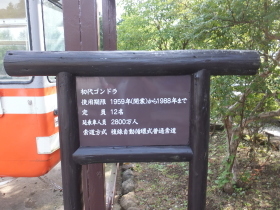 初代ゴンドラ
使用期限 1959年(開業)から1988年まで
定員 12名
延乗車人員 2800万人
索道方式 複線自動循環式普通索道